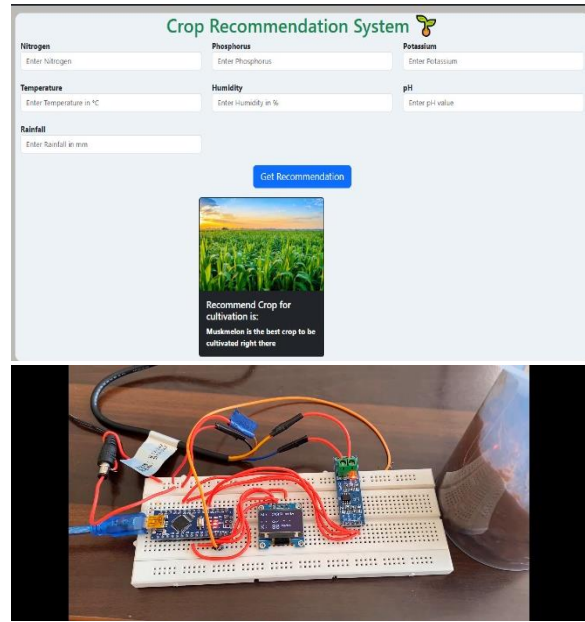 Crop Recommendation System
Nitrogen Phosphorus Potassium
Enter Nitrogen Enter Phosphorus Enter Potassium
Temperature Humidity pH
Enter Temperature in °C Enter Humidity in % Enter pH value
Rainfall
Enter Rainfall in mm
Get Recommendation
Recommend Crop for
cultivation is:
Muskmelon is the best crop to be
cultivated right there